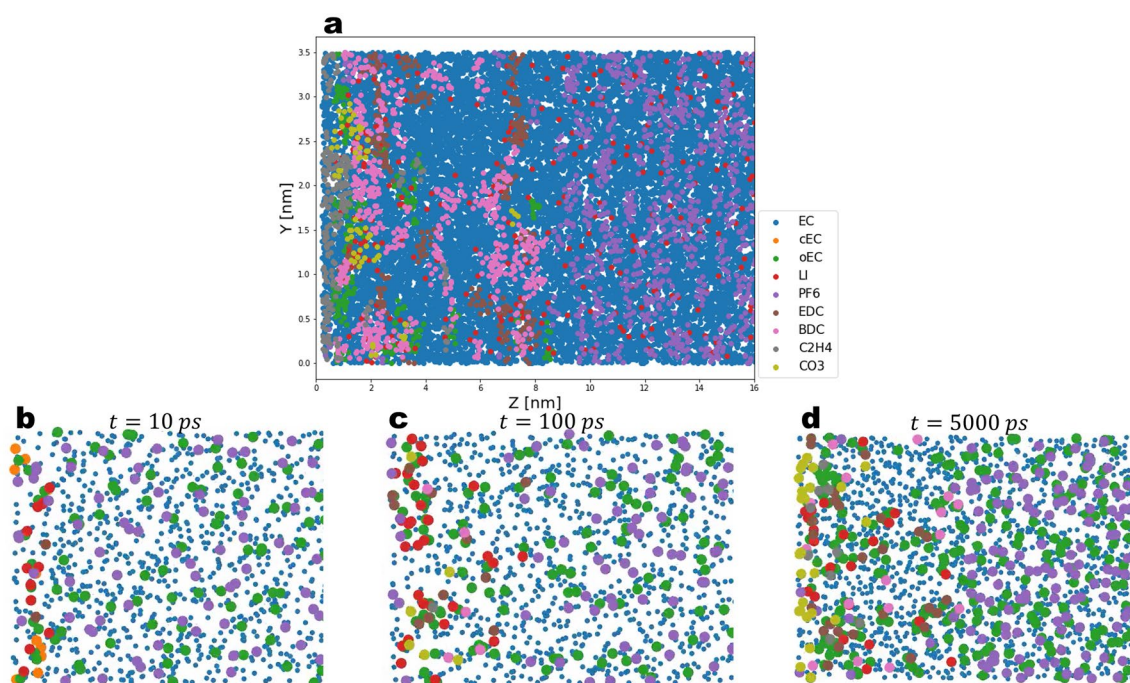 a
3.5
3.0
2.5
2.0
1.5
1.0
0.5
0.0
Y [nm]
0 2 4 6 8 10 12 14 16
Z [nm]
EC
cEC
oEC
LI
PF6
EDC
BDC
C2H4
CO3
b t = 10 ps
c t = 100 ps
d t = 5000 ps